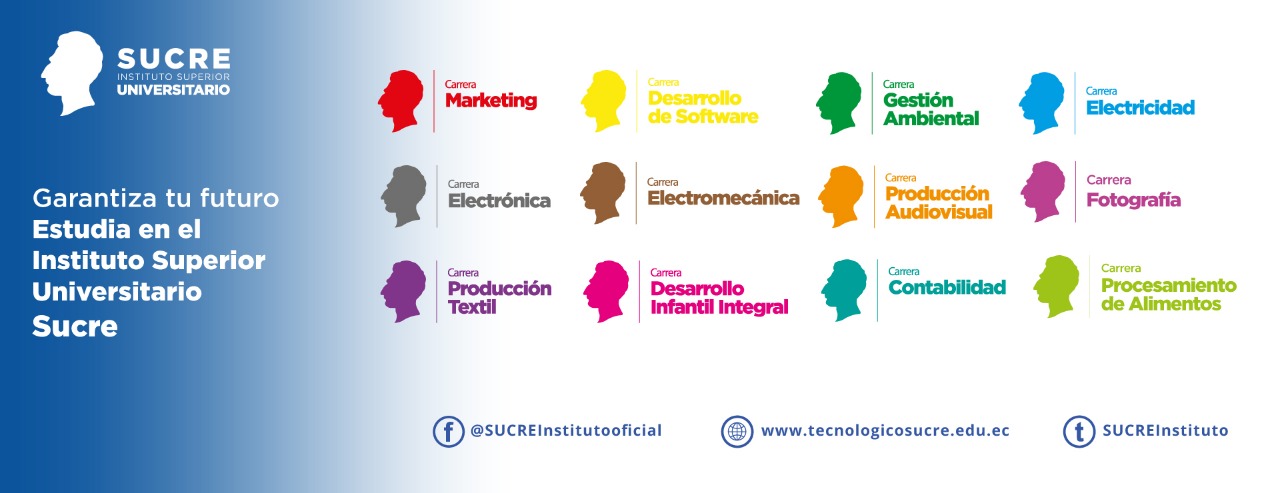 SUCRE
INSTITUTO SUPERIOR
UNIVERSITARIO
Garantiza tu futuro
Estudia en el
Instituto Superior
Universitario
Sucre
Carrera
Marketing
Carrera
Desarrollo
de Software
Carrera
Gestión
Ambiental
Carrera
Electricidad
Carrera
Electrónica
Carrera
Electromecánica
Carrera
Producción
Audiovisual
Carrera
Fotografía
Carrera
Producción
Textil
Carrera
Desarrollo
Infantil Integral
Carrera
Contabilidad
Carrera
Procesamiento
de Alimentos
f @SUCREInstitutooficial
www.tecnologicosucre.edu.ec
t SUCREInstituto